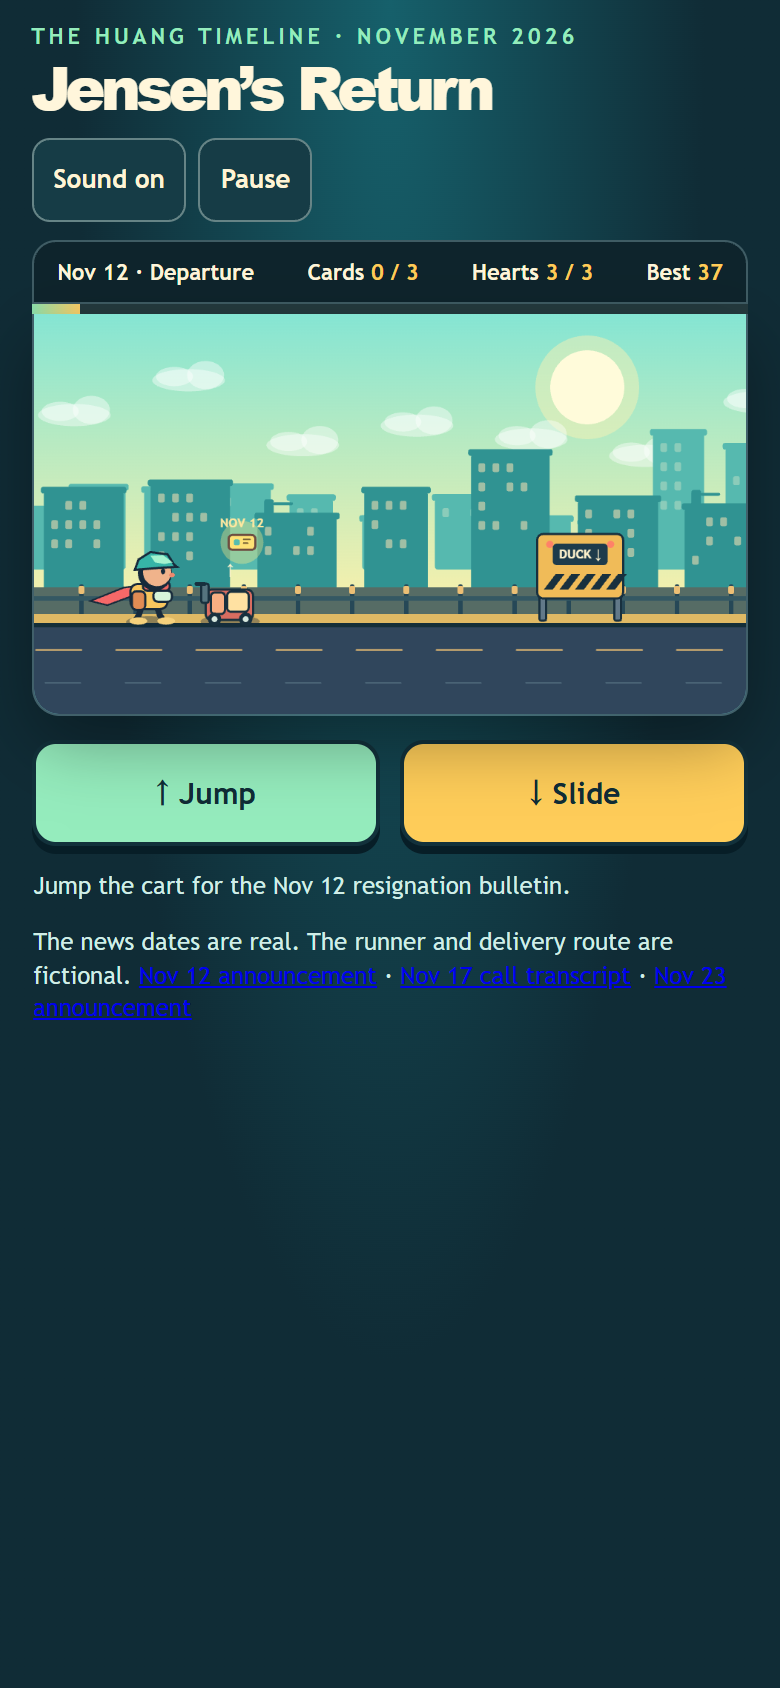 THE HUANG TIMELINE · NOVEMBER 2026
Jensen’s Return
Sound on
Pause
Nov 12 · Departure Cards 0 / 3 Hearts 3 / 3 Best 37
NOV 12
DUCK ↓
↑ Jump
↓ Slide
Jump the cart for the Nov 12 resignation bulletin.
The news dates are real. The runner and delivery route are
fictional. Nov 12 announcement · Nov 17 call transcript · Nov 23
announcement